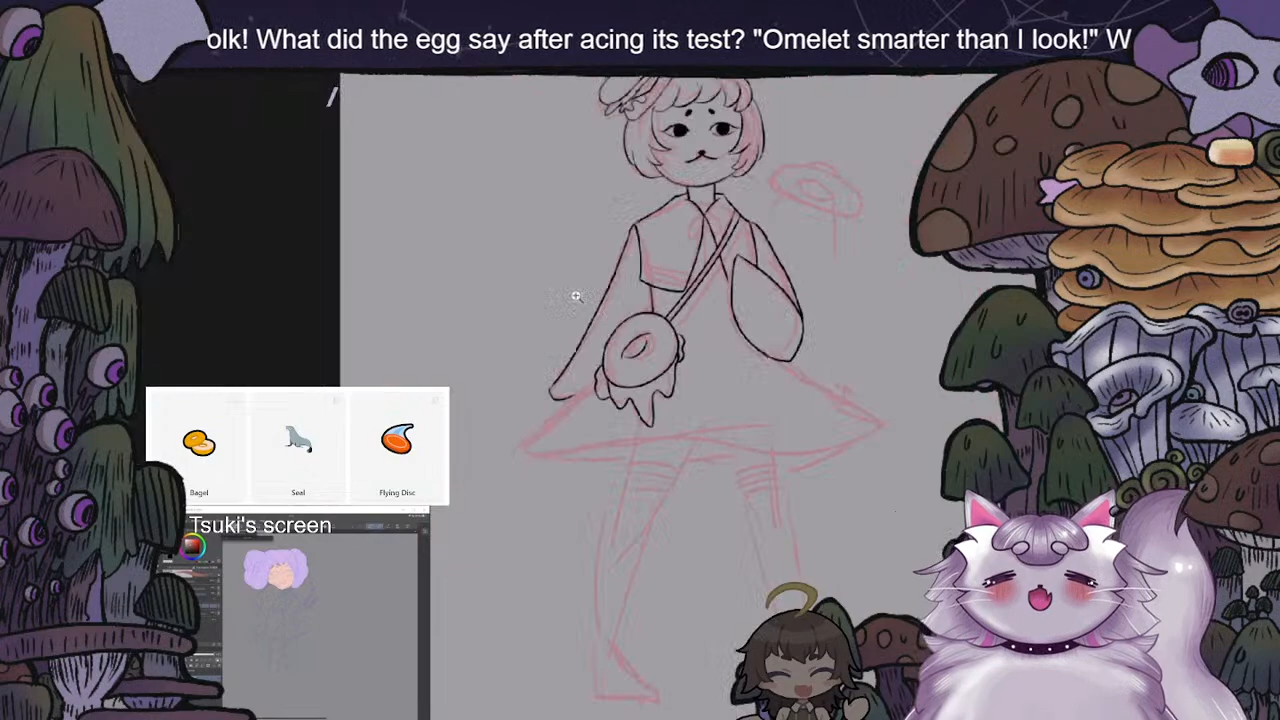 olk! What did the egg say after acing its test? "Omelet smarter than I look!" W
/
Bagel
Seal
Flying Disc
Tsuki's screen